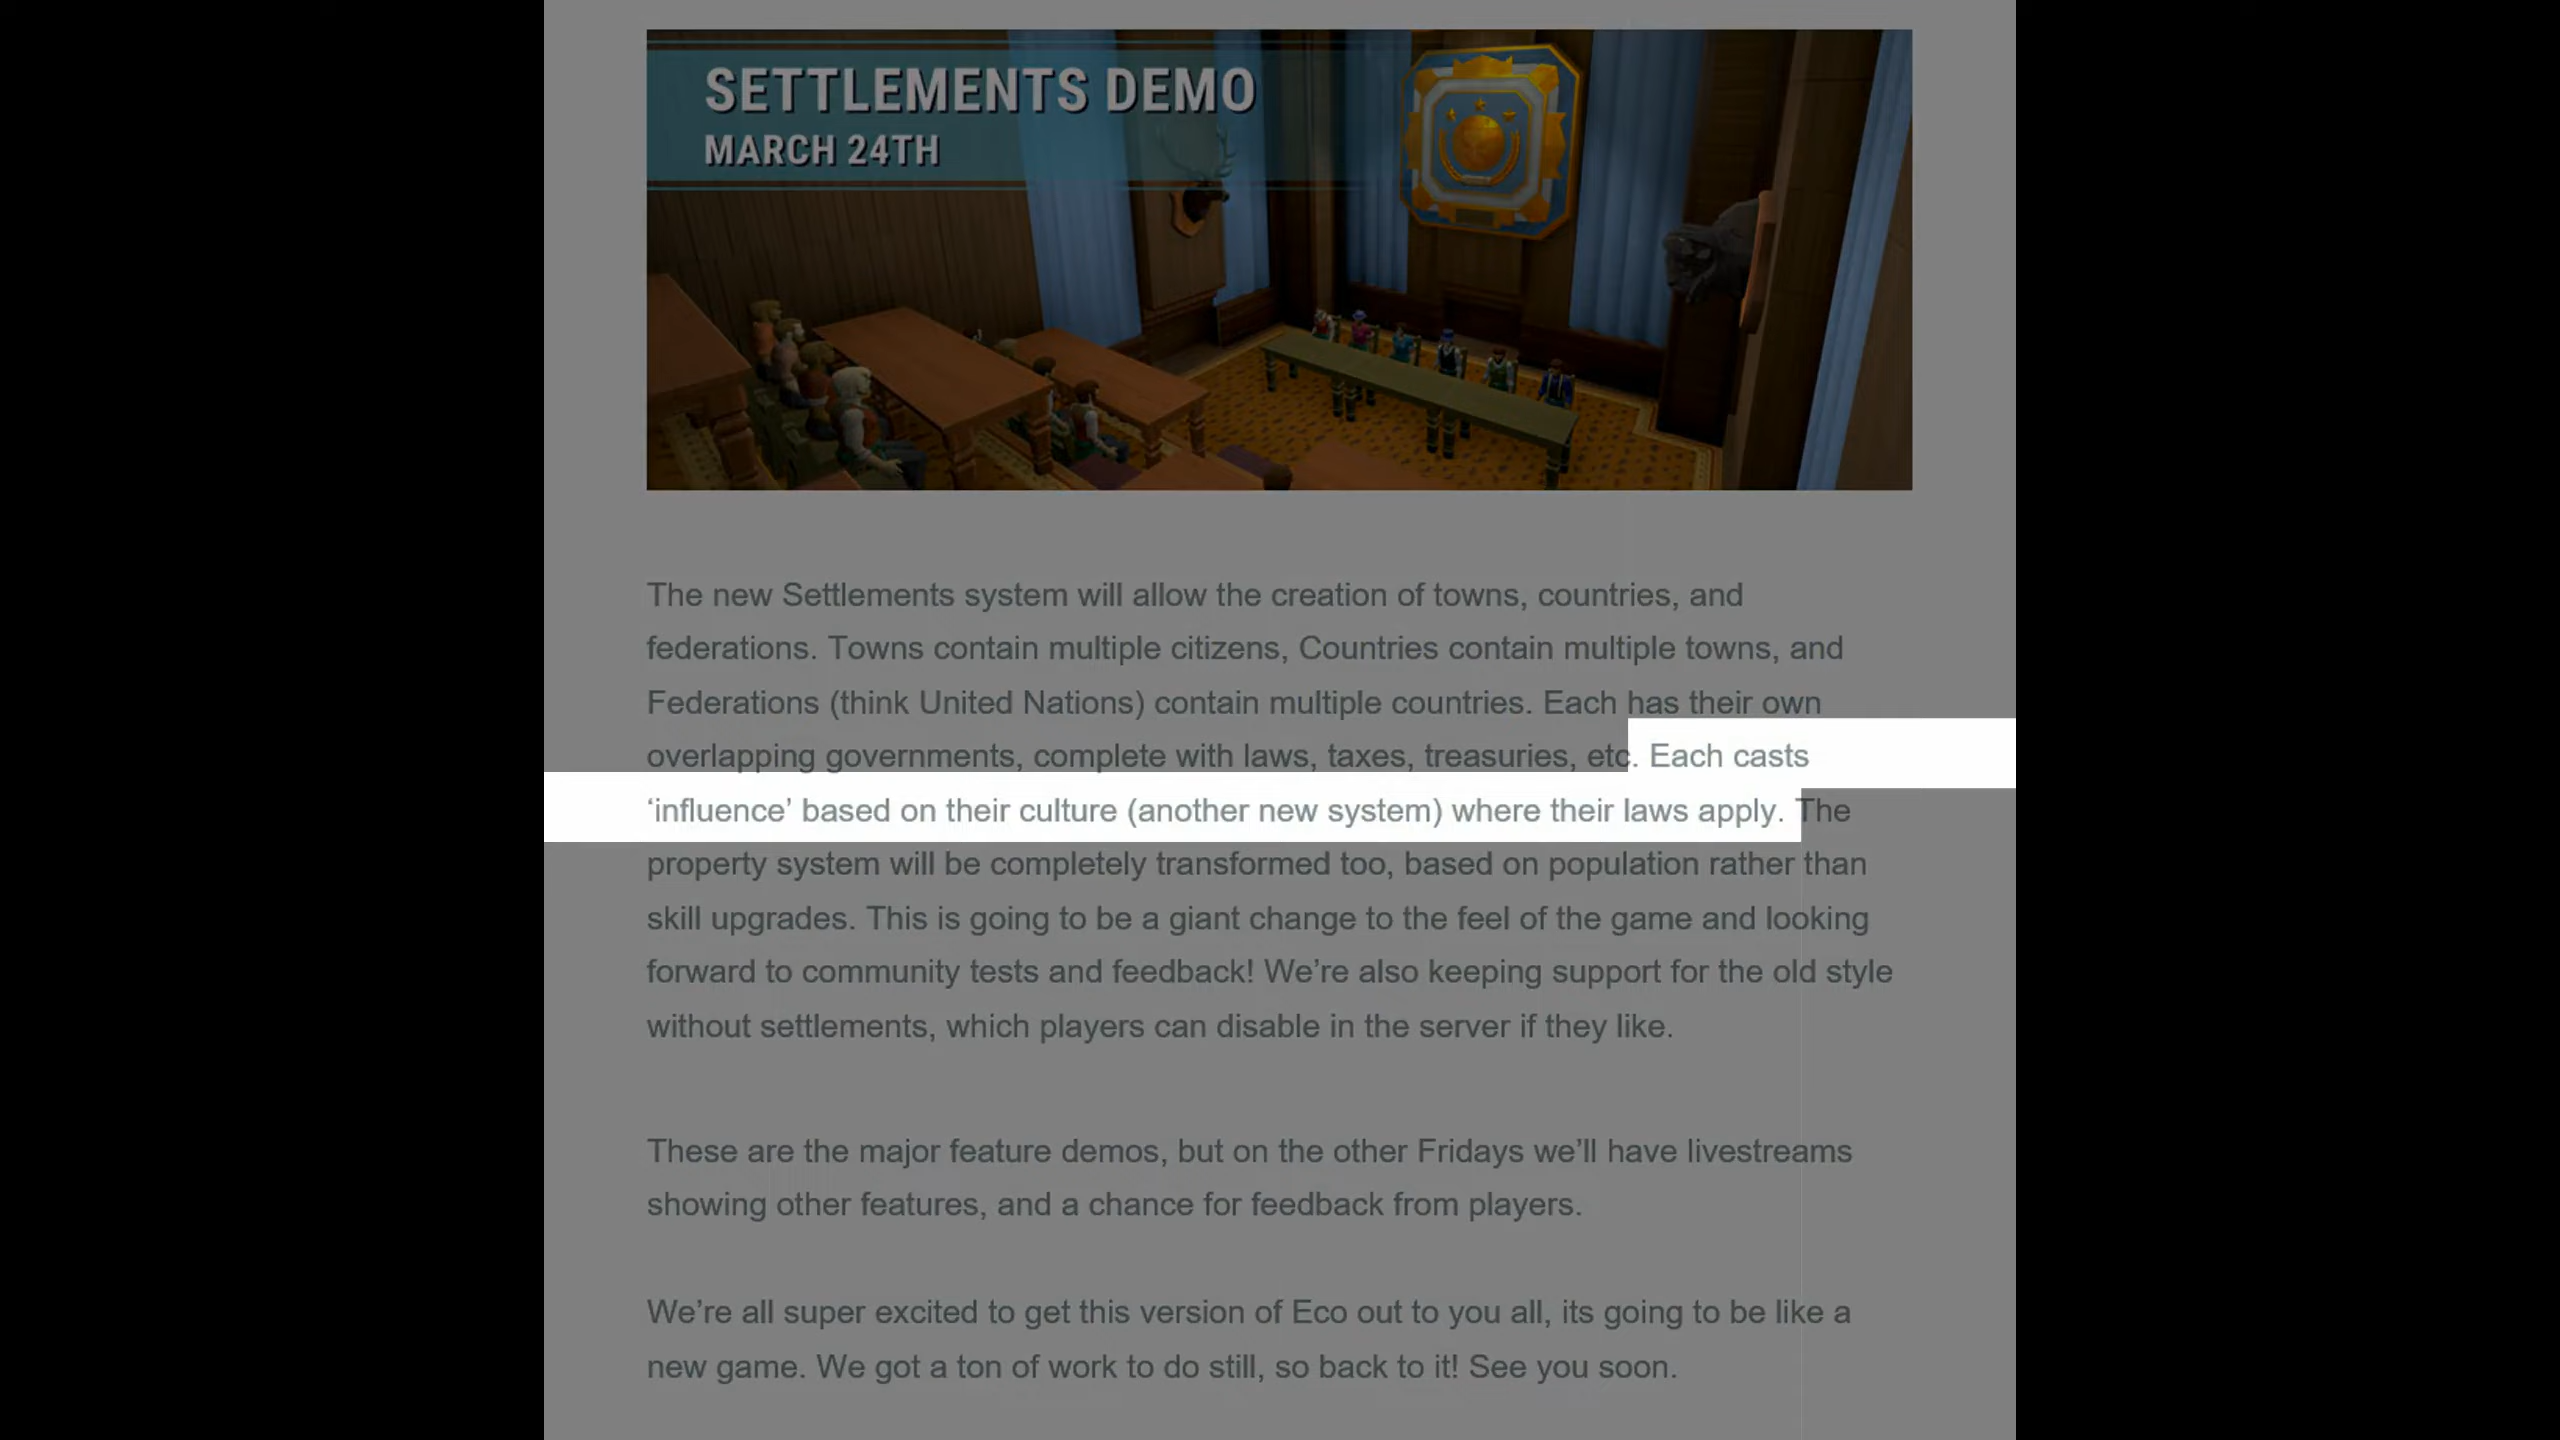 SETTLEMENTS DEMO
MARCH 24TH
The new Settlements system will allow the creation of towns, countries, and
federations. Towns contain multiple citizens, Countries contain multiple towns, and
Federations (think United Nations) contain multiple countries. Each has their own
overlapping governments, complete with laws, taxes, treasuries, etc. Each casts
‘influence’ based on their culture (another new system) where their laws apply. The
property system will be completely transformed too, based on population rather than
skill upgrades. This is going to be a giant change to the feel of the game and looking
forward to community tests and feedback! We’re also keeping support for the old style
without settlements, which players can disable in the server if they like.
These are the major feature demos, but on the other Fridays we’ll have livestreams
showing other features, and a chance for feedback from players.
We’re all super excited to get this version of Eco out to you all, its going to be like a
new game. We got a ton of work to do still, so back to it! See you soon.